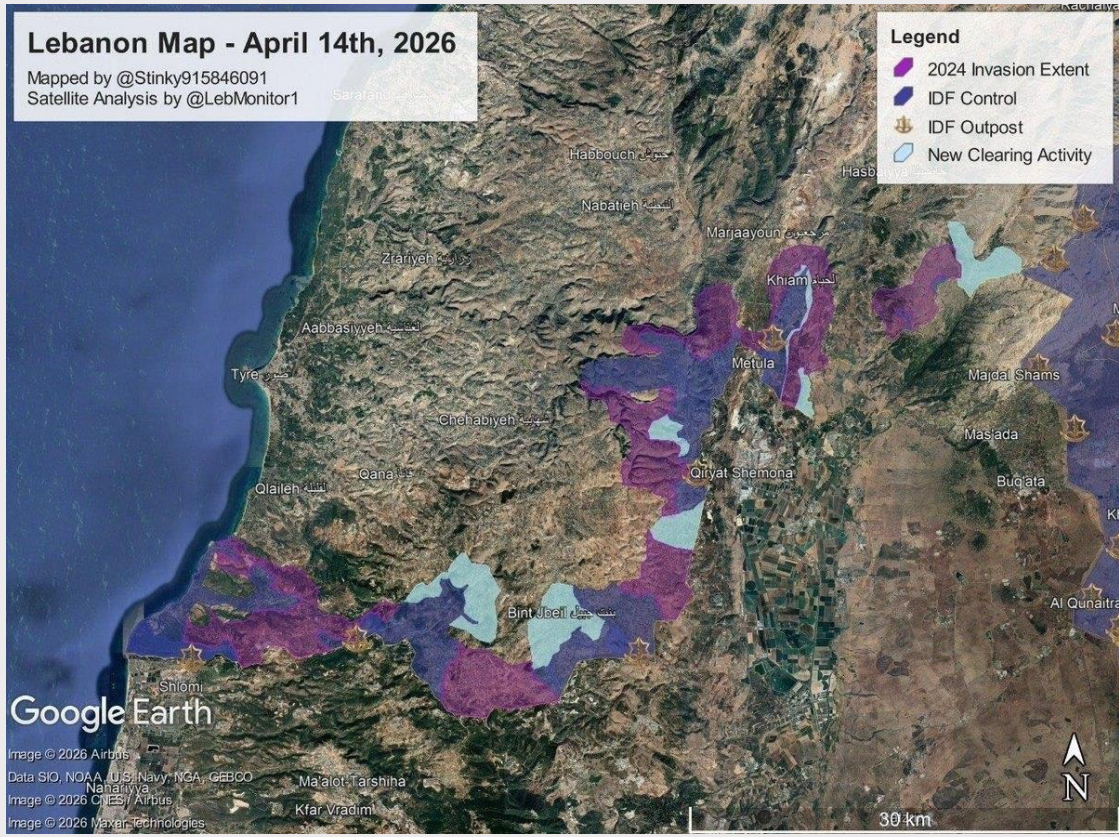 Lebanon Map - April 14th, 2026
Mapped by @Stinky915846091
Satellite Analysis by @LebMonitor1
Legend
2024 Invasion Extent
IDF Control
IDF Outpost
New Clearing Activity
Sarafand
Habbouch حبوش
Hasbaiyya
Nabatieh النبطية
Marjaayoun مرجعيون
Zrariyeh
Khiam الخيام
Aabbasiyyeh العباسية
Metula
Tyre صور
Majdal Shams
Chehabiyeh شهابية
Mas'ada
Qana قانا
Qiryat Shemona
Buq'ata
Qlaileh القليلة
Bint Jbeil بنت جبيل
Al Qunaitra
Shlomi
Google Earth
Image © 2026 Airbus
Data SIO, NOAA, U.S. Navy, NGA, GEBCO
Nahariyya
Ma'alot-Tarshiha
Image © 2026 CNES / Airbus
Kfar Vradim
Image © 2026 Maxar Technologies
N
30 km